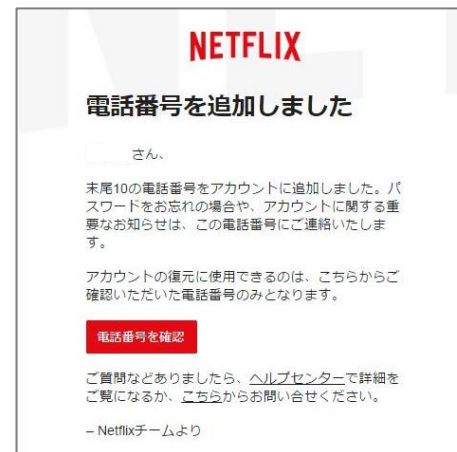 NETFLIX
電話番号を追加しました
さん、
末尾10の電話番号をアカウントに追加しました。パ
スワードをお忘れの場合や、アカウントに関する重
要なお知らせは、この電話番号にご連絡いたしま
す。
アカウントの復元に使用できるのは、こちらからご
確認いただいた電話番号のみとなります。
電話番号を確認
ご質問などありましたら、ヘルプセンターで詳細を
ご覧になるか、こちらからお問い合せください。
– Netflixチームより